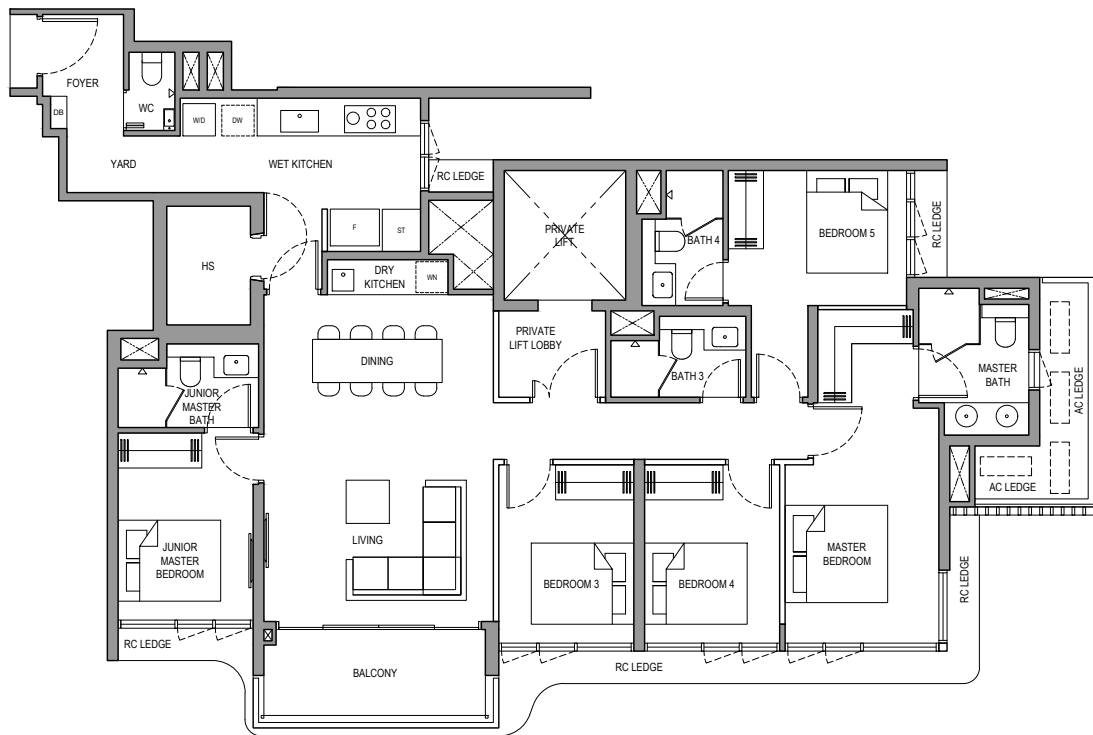 FOYER
WC
DB
W/D
DW
YARD
WET KITCHEN
RC LEDGE
F
ST
HS
DRY
KITCHEN
WN
PRIVATE
LIFT
BATH 4
BEDROOM 5
RC LEDGE
PRIVATE
LIFT LOBBY
DINING
BATH 3
MASTER
BATH
AC LEDGE
JUNIOR
MASTER
BATH
AC LEDGE
LIVING
JUNIOR
MASTER
BEDROOM
BEDROOM 3
BEDROOM 4
MASTER
BEDROOM
RC LEDGE
RC LEDGE
BALCONY
RC LEDGE